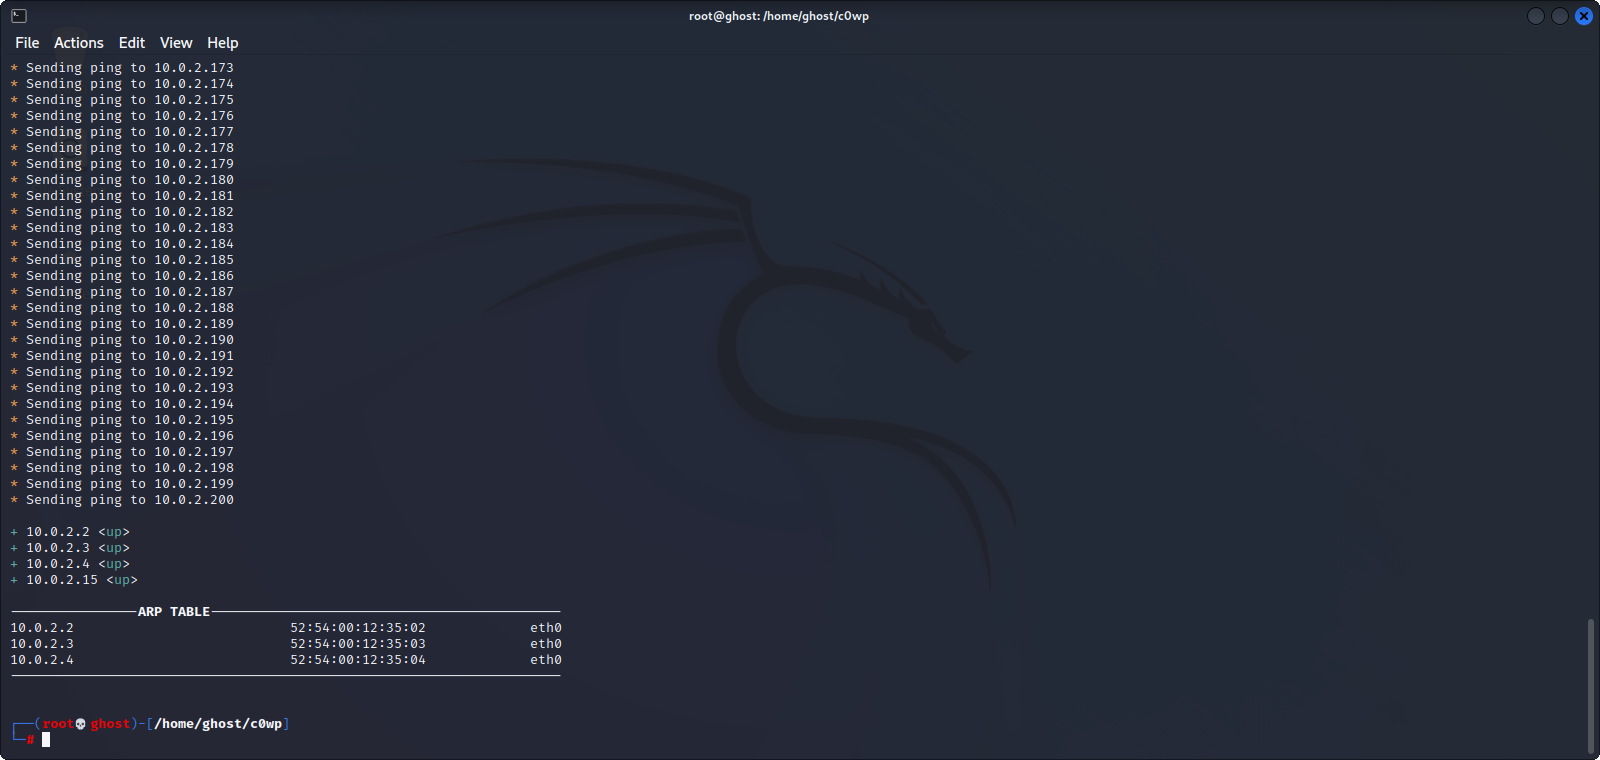 root@ghost: /home/ghost/c0wp
File Actions Edit View Help
* Sending ping to 10.0.2.173
* Sending ping to 10.0.2.174
* Sending ping to 10.0.2.175
* Sending ping to 10.0.2.176
* Sending ping to 10.0.2.177
* Sending ping to 10.0.2.178
* Sending ping to 10.0.2.179
* Sending ping to 10.0.2.180
* Sending ping to 10.0.2.181
* Sending ping to 10.0.2.182
* Sending ping to 10.0.2.183
* Sending ping to 10.0.2.184
* Sending ping to 10.0.2.185
* Sending ping to 10.0.2.186
* Sending ping to 10.0.2.187
* Sending ping to 10.0.2.188
* Sending ping to 10.0.2.189
* Sending ping to 10.0.2.190
* Sending ping to 10.0.2.191
* Sending ping to 10.0.2.192
* Sending ping to 10.0.2.193
* Sending ping to 10.0.2.194
* Sending ping to 10.0.2.195
* Sending ping to 10.0.2.196
* Sending ping to 10.0.2.197
* Sending ping to 10.0.2.198
* Sending ping to 10.0.2.199
* Sending ping to 10.0.2.200
+ 10.0.2.2 <up>
+ 10.0.2.3 <up>
+ 10.0.2.4 <up>
+ 10.0.2.15 <up>
ARP TABLE
10.0.2.2 52:54:00:12:35:02 eth0
10.0.2.3 52:54:00:12:35:03 eth0
10.0.2.4 52:54:00:12:35:04 eth0
┌──(root💀ghost)-[/home/ghost/c0wp]
└─#